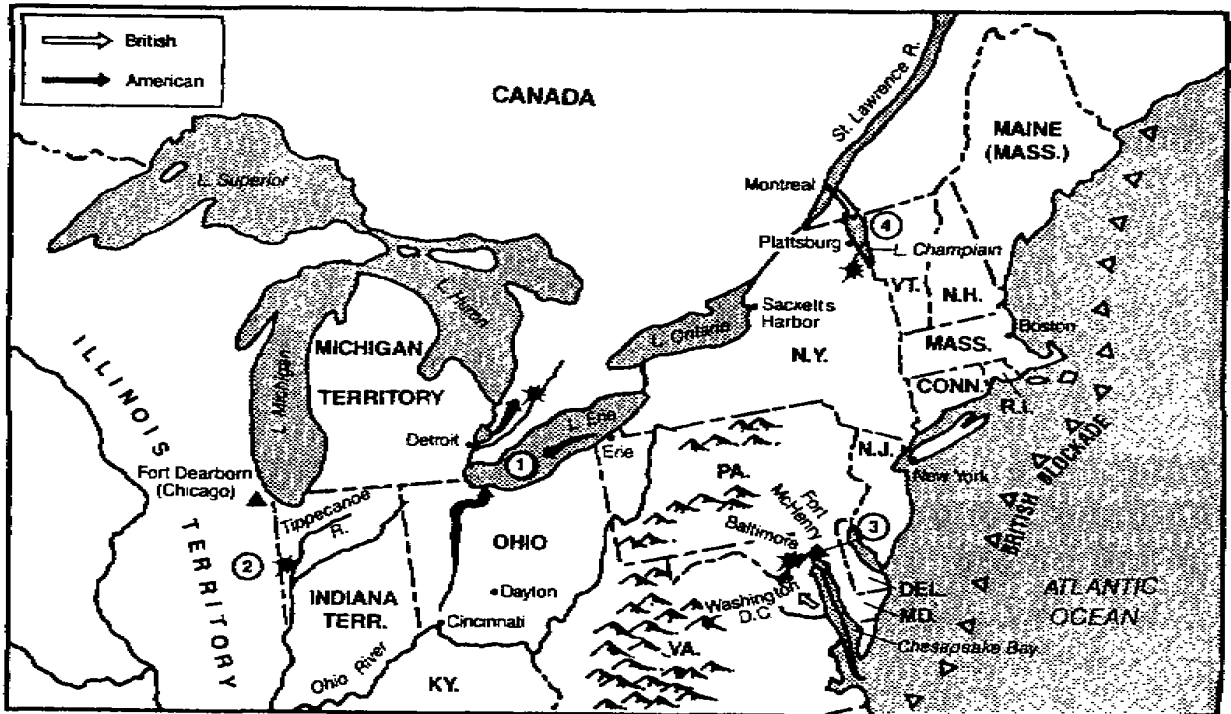 British
American
CANADA
St. Lawrence R.
MAINE
(MASS.)
L. Superior
Montreal
4
Plattsburg
L. Champlain
VT.
N.H.
L. Huron
Sackett's
Harbor
Boston
L. Ontario
N.Y.
MASS.
MICHIGAN
TERRITORY
L. Michigan
CONN.
R.I.
ILLINOIS
TERRITORY
Detroit
L. Erie
1
Erie
N.J.
New York
PA.
BRITISH BLOCKADE
Fort Dearborn
(Chicago)
Tippecanoe
R.
Fort
McHenry
Baltimore
3
2
OHIO
Dayton
INDIANA
TERR.
Cincinnati
Washington
D.C.
DEL.
MD.
ATLANTIC
OCEAN
Chesapeake Bay
VA.
Ohio River
KY.